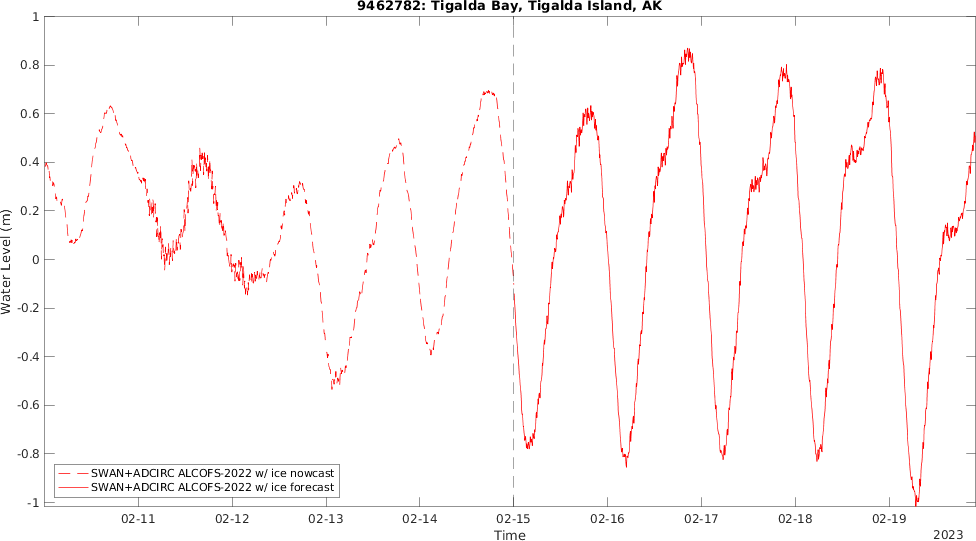 9462782: Tigalda Bay, Tigalda Island, AK
1
0.8
0.6
0.4
0.2
0
-0.2
-0.4
-0.6
-0.8
-1
Water Level (m)
SWAN+ADCIRC ALCOFS-2022 w/ ice nowcast
SWAN+ADCIRC ALCOFS-2022 w/ ice forecast
02-11 02-12 02-13 02-14 02-15 02-16 02-17 02-18 02-19
Time
2023